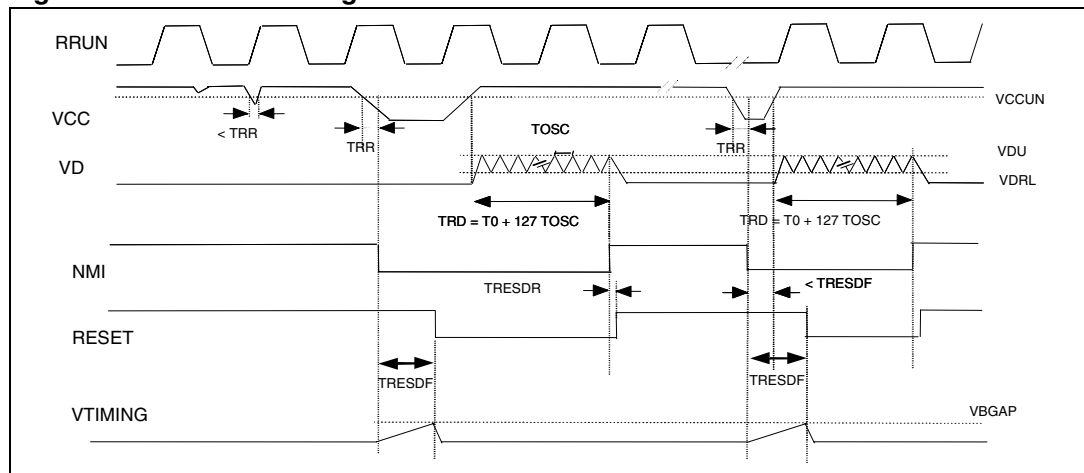 RRUN
VCC
VCCUN
< TRR
TRR
TRR
TOSC
VD
VDU
VDRL
TRD = T0 + 127 TOSC
TRD = T0 + 127 TOSC
NMI
TRESDR
< TRESDF
RESET
TRESDF
TRESDF
VTIMING
VBGAP